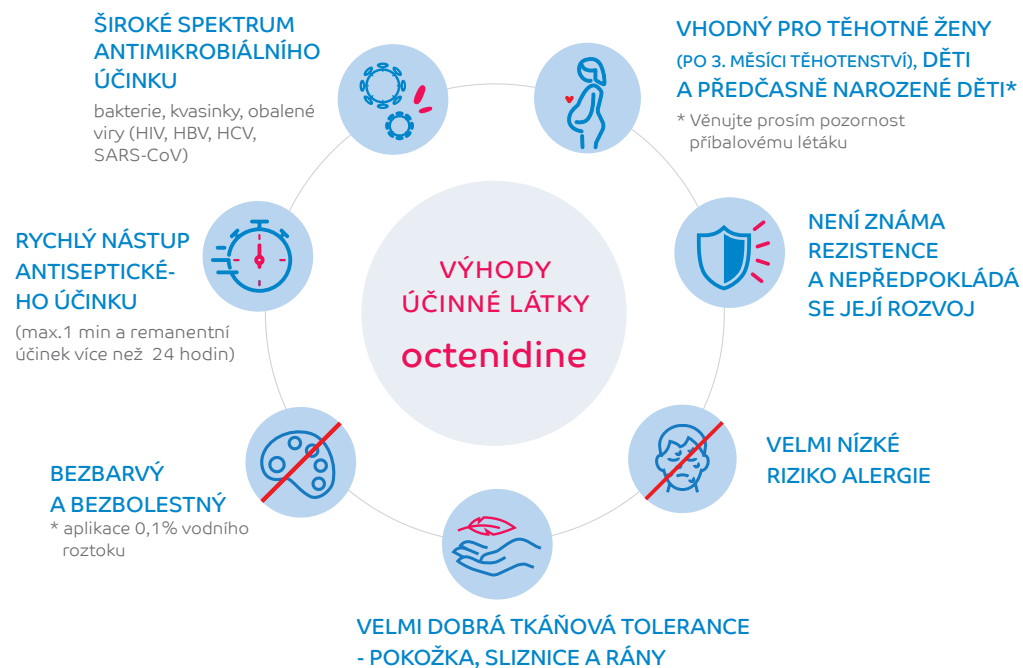 ŠIROKÉ SPEKTRUM
ANTIMIKROBIÁLNÍHO
ÚČINKU
bakterie, kvasinky, obalené
viry (HIV, HBV, HCV,
SARS-CoV)
VHODNÝ PRO TĚHOTNÉ ŽENY
(PO 3. MĚSÍCI TĚHOTENSTVÍ), DĚTI
A PŘEDČASNĚ NAROZENÉ DĚTI*
* Věnujte prosím pozornost
příbalovému létáku
RYCHLÝ NÁSTUP
ANTISEPTICKÉ-
HO ÚČINKU
(max.1 min a remanentní
účinek více než 24 hodin)
VÝHODY
ÚČINNÉ LÁTKY
octenidine
NENÍ ZNÁMA
REZISTENCE
A NEPŘEDPOKLÁDÁ
SE JEJÍ ROZVOJ
BEZBARVÝ
A BEZBOLESTNÝ
* aplikace 0,1% vodního
roztoku
VELMI NÍZKÉ
RIZIKO ALERGIE
VELMI DOBRÁ TKÁŇOVÁ TOLERANCE
- POKOŽKA, SLIZNICE A RÁNY